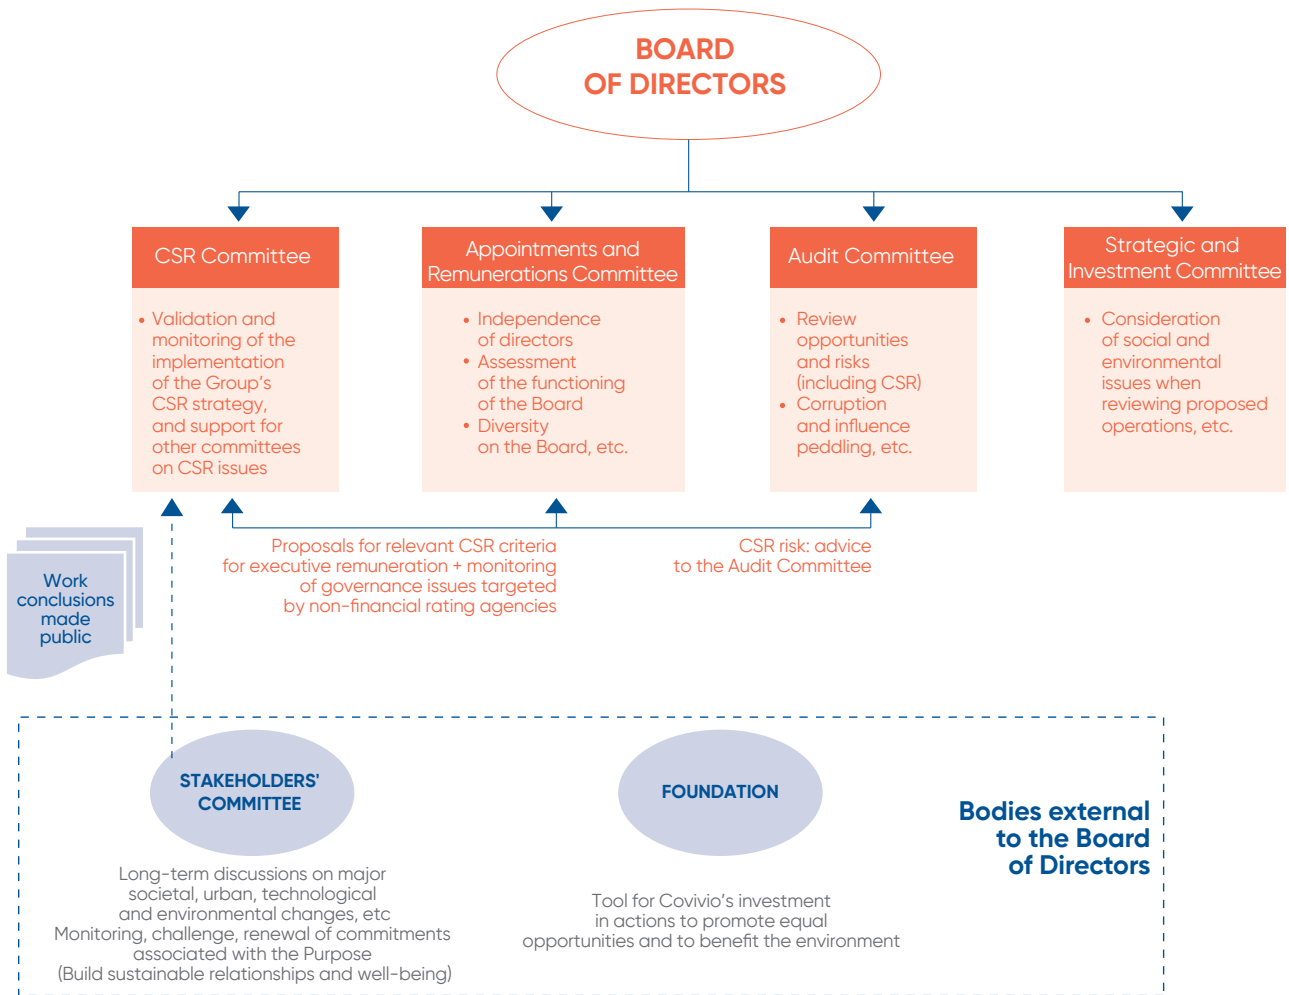 BOARD
OF DIRECTORS
CSR Committee
• Validation and
monitoring of the
implementation
of the Group's
CSR strategy,
and support for
other committees
on CSR issues
Appointments and
Remunerations Committee
• Independence
of directors
• Assessment
of the functioning
of the Board
• Diversity
on the Board, etc.
Audit Committee
• Review
opportunities
and risks
(including CSR)
• Corruption
and influence
peddling, etc.
Strategic and
Investment Committee
• Consideration
of social and
environmental
issues when
reviewing proposed
operations, etc.
Proposals for relevant CSR criteria
for executive remuneration + monitoring
of governance issues targeted
by non-financial rating agencies
CSR risk: advice
to the Audit Committee
Work
conclusions
made
public
STAKEHOLDERS'
COMMITTEE
Long-term discussions on major
societal, urban, technological
and environmental changes, etc
Monitoring, challenge, renewal of commitments
associated with the Purpose
(Build sustainable relationships and well-being)
FOUNDATION
Tool for Covivio's investment
in actions to promote equal
opportunities and to benefit the environment
Bodies external
to the Board
of Directors